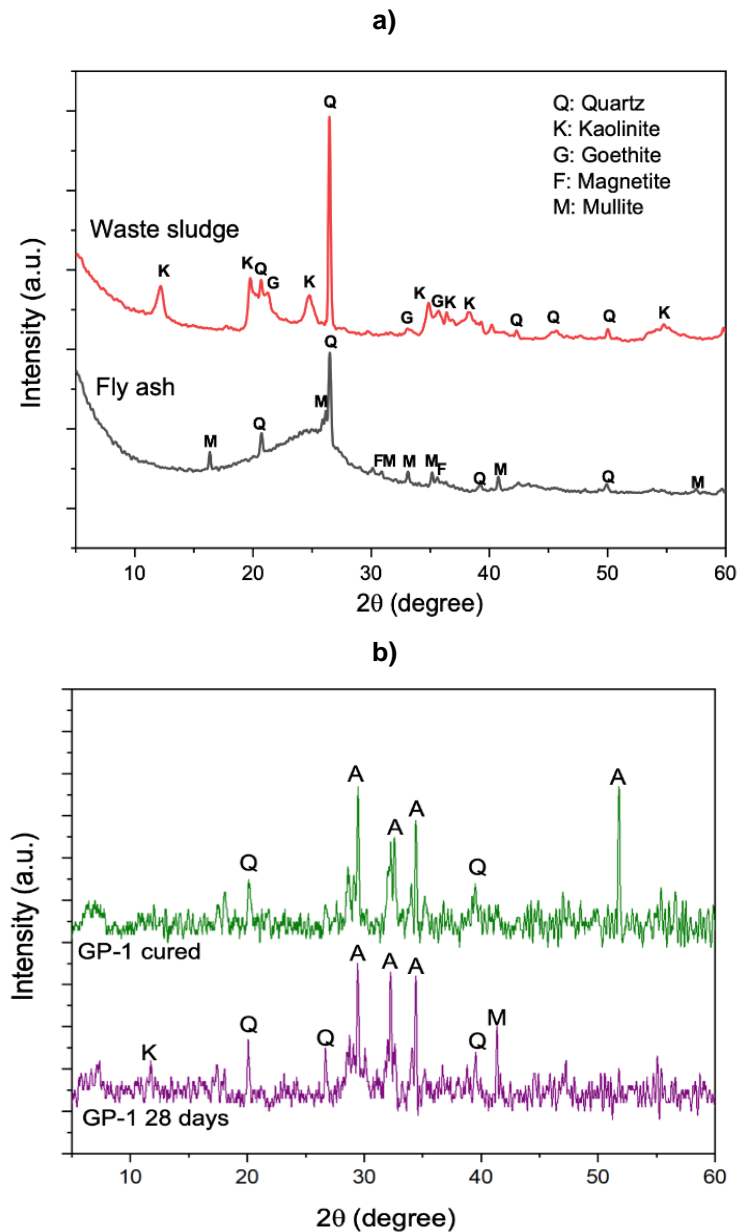 a)
Q: Quartz
K: Kaolinite
G: Goethite
F: Magnetite
M: Mullite
Q
Waste sludge
K
K
Q
G
K
K
G
K
K
Q
Q
Q
K
Fly ash
Q
M
Q
M
F
M
M
M
F
Q
M
Q
M
Intensity (a.u.)
10 20 30 40 50 60
2θ (degree)
b)
A
A
A
A
Q
Q
GP-1 cured
A
A
A
K
Q
Q
Q
M
GP-1 28 days
Intensity (a.u.)
10 20 30 40 50 60
2θ (degree)